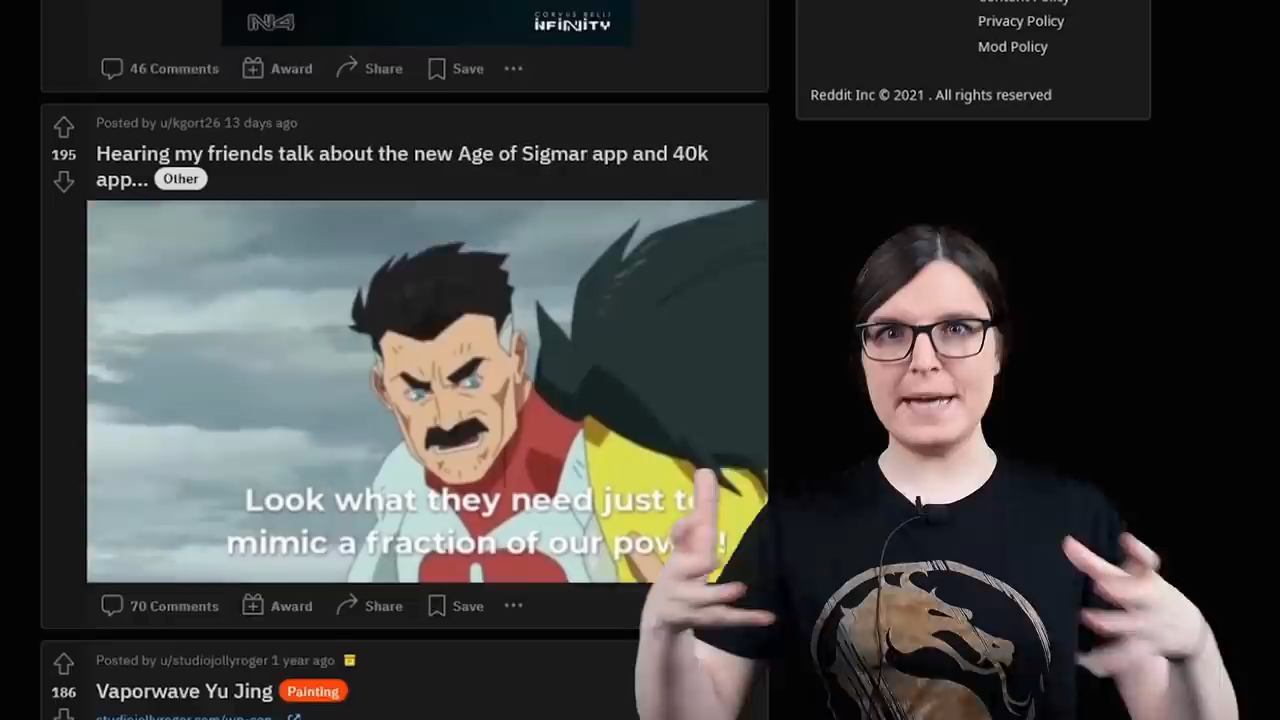 N4
CORVUS BELLI
INFINITY
46 Comments
Award
Share
Save
Privacy Policy
Mod Policy
Reddit Inc © 2021 . All rights reserved
Posted by u/kgort26 13 days ago
195
Hearing my friends talk about the new Age of Sigmar app and 40k
app... Other
Look what they need just
mimic a fraction of our
70 Comments
Award
Share
Save
Posted by u/studiojollyroger 1 year ago
186
Vaporwave Yu Jing Painting